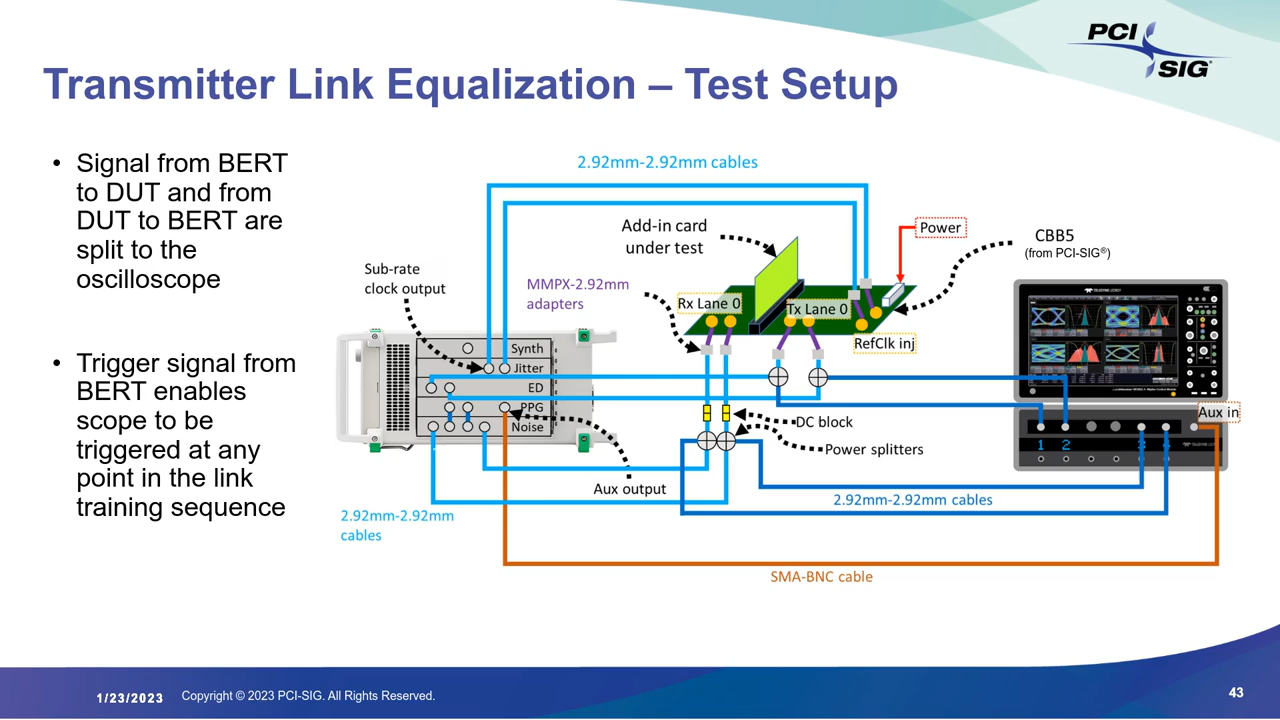 PCI
SIG
Transmitter Link Equalization – Test Setup
• Signal from BERT
to DUT and from
DUT to BERT are
split to the
oscilloscope
• Trigger signal from
BERT enables
scope to be
triggered at any
point in the link
training sequence
2.92mm-2.92mm cables
Add-in card
under test
Power
CBB5
(from PCI-SIG®)
Sub-rate
clock output
MMPX-2.92mm
adapters
Rx Lane 0
Tx Lane 0
RefClk inj
Synth
Jitter
ED
PPG
Noise
Aux in
1 2 3 4
DC block
Power splitters
Aux output
2.92mm-2.92mm cables
2.92mm-2.92mm
cables
SMA-BNC cable
1/23/2023
Copyright © 2023 PCI-SIG. All Rights Reserved.
43